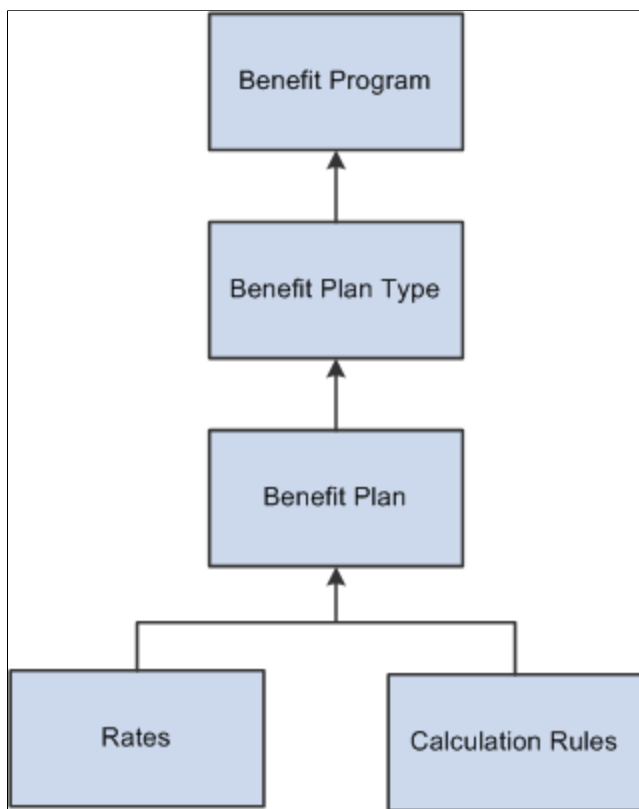 Benefit Program
Benefit Plan Type
Benefit Plan
Rates
Calculation Rules